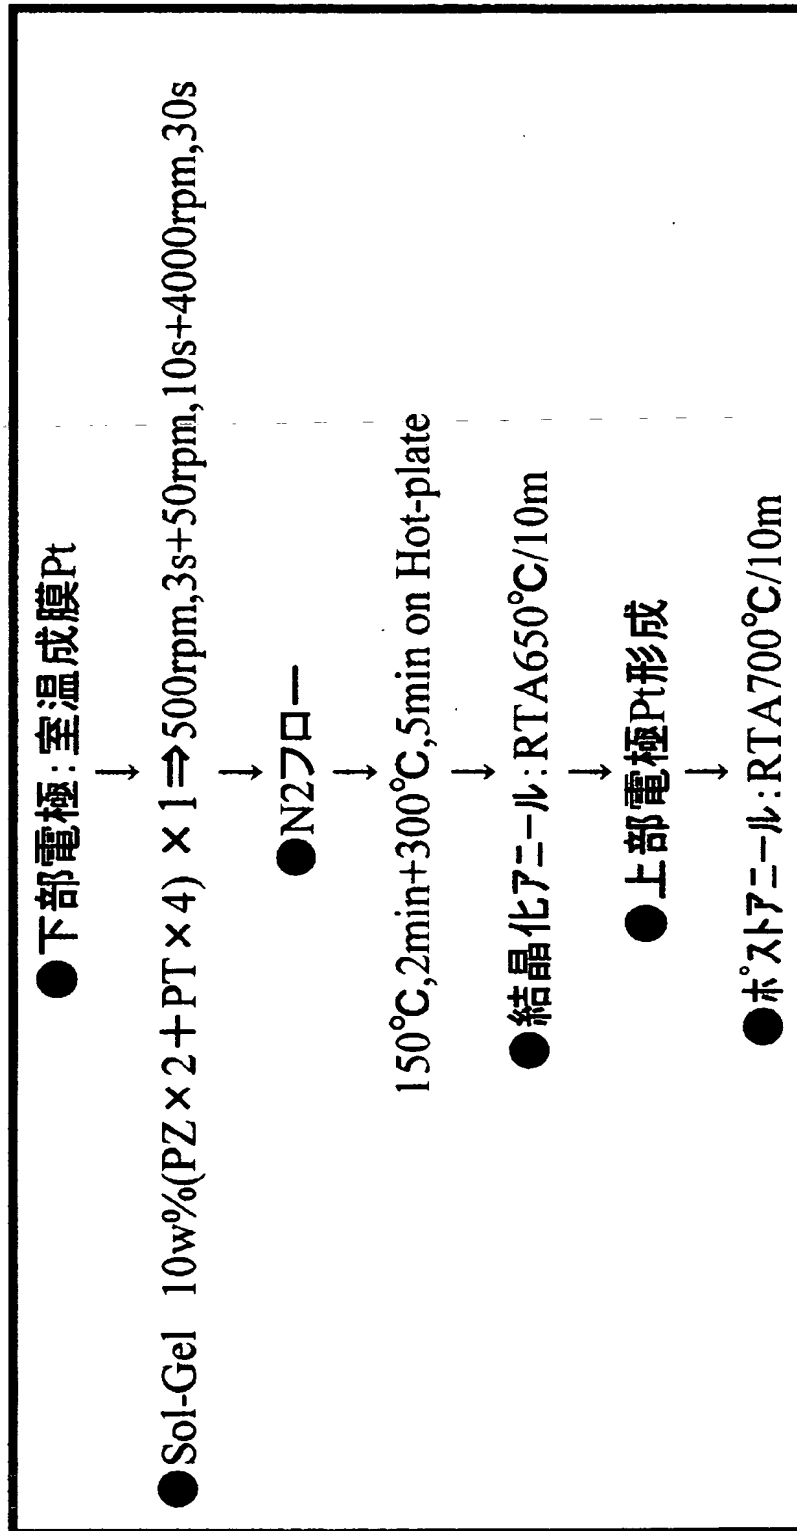 ●下部電極:室温成膜Pt
↓
●Sol-Gel 10w%(PZ×2+PT×4)×1⇒500rpm,3s+50rpm,10s+4000rpm,30s
↓
●N2フロー
↓
150℃,2min+300℃,5min on Hot-plate
↓
●結晶化アニール:RTA650℃/10m
↓
●上部電極Pt形成
↓
●ポストアニール:RTA700℃/10m